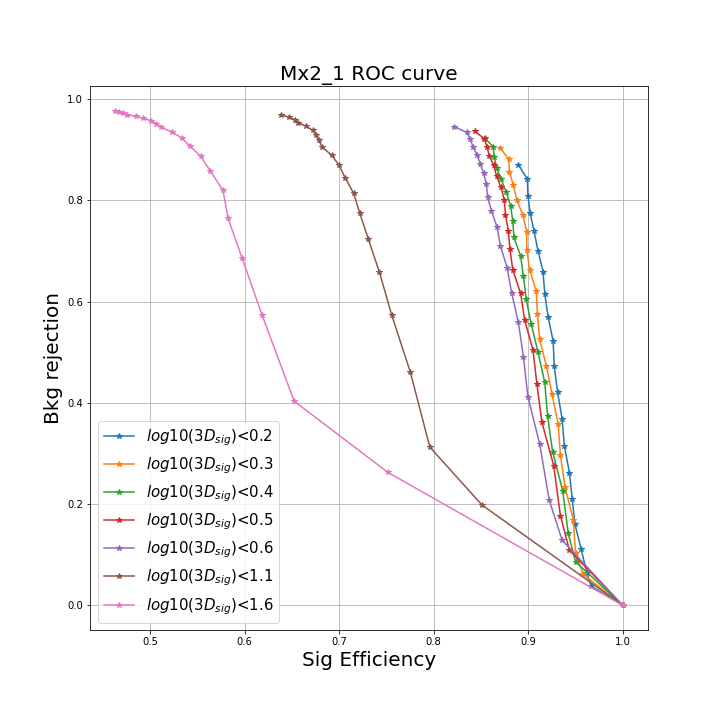 Mx2_1 ROC curve
1.0
0.8
0.6
0.4
0.2
0.0
Bkg rejection
log10(3D_sig)<0.2
log10(3D_sig)<0.3
log10(3D_sig)<0.4
log10(3D_sig)<0.5
log10(3D_sig)<0.6
log10(3D_sig)<1.1
log10(3D_sig)<1.6
0.5 0.6 0.7 0.8 0.9 1.0
Sig Efficiency